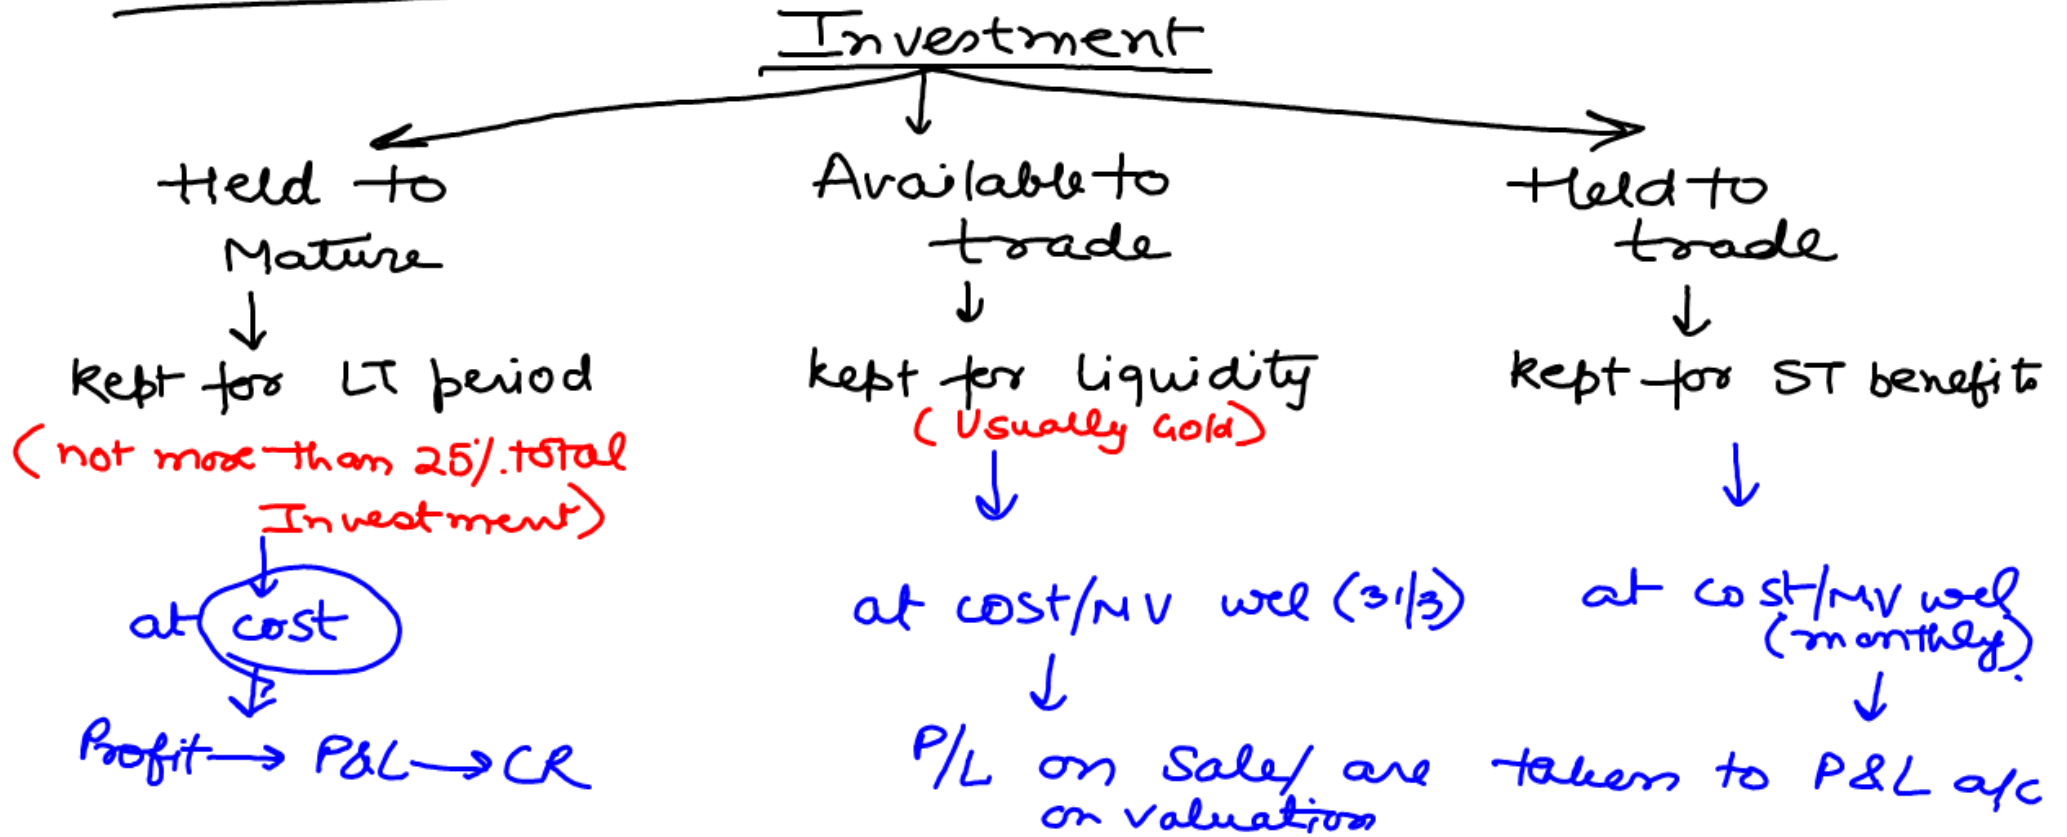 Investment
Held to
Mature
Available to
trade
Held to
trade
kept for LT period
(not more than 25%.total
Investment)
kept for liquidity
(Usually Gold)
kept for ST benefits
at cost
at cost/MV wel (31/3)
at cost/MV wel
(monthly).
Profit → P&L → CR
P/L on Sale/ are taken to P&L a/c
on valuation